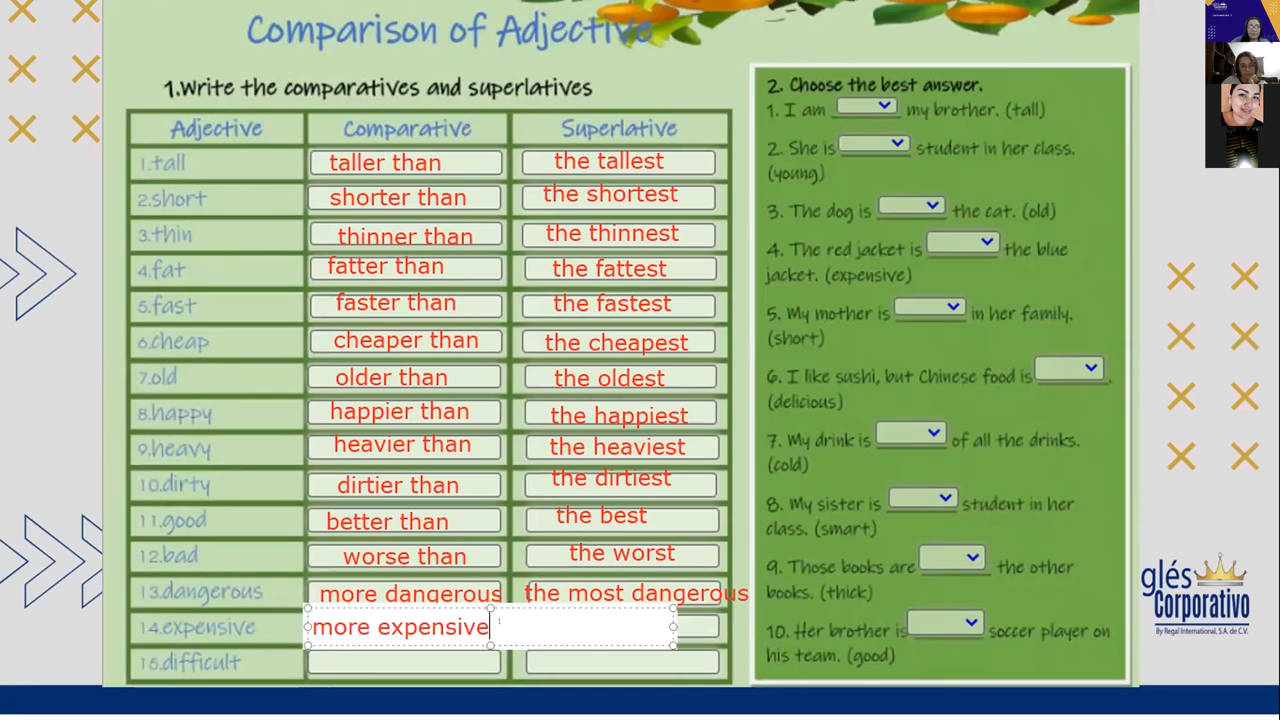 Comparison of Adjective
1.Write the comparatives and superlatives
Adjective Comparative Superlative
1.tall taller than the tallest
2.short shorter than the shortest
3.thin thinner than the thinnest
4.fat fatter than the fattest
5.fast faster than the fastest
6.cheap cheaper than the cheapest
7.old older than the oldest
8.happy happier than the happiest
9.heavy heavier than the heaviest
10.dirty dirtier than the dirtiest
11.good better than the best
12.bad worse than the worst
13.dangerous more dangerous the most dangerous
14.expensive more expensive
15.difficult
2. Choose the best answer.
1. I am my brother. (tall)
2. She is student in her class.
(young)
3. The dog is the cat. (old)
4. The red jacket is the blue
jacket. (expensive)
5. My mother is in her family.
(short)
6. I like sushi, but Chinese food is .
(delicious)
7. My drink is of all the drinks.
(cold)
8. My sister is student in her
class. (smart)
9. Those books are the other
books. (thick)
10. Her brother is soccer player on
his team. (good)
glés
Corporativo
By Regal International, S.A. de C.V.